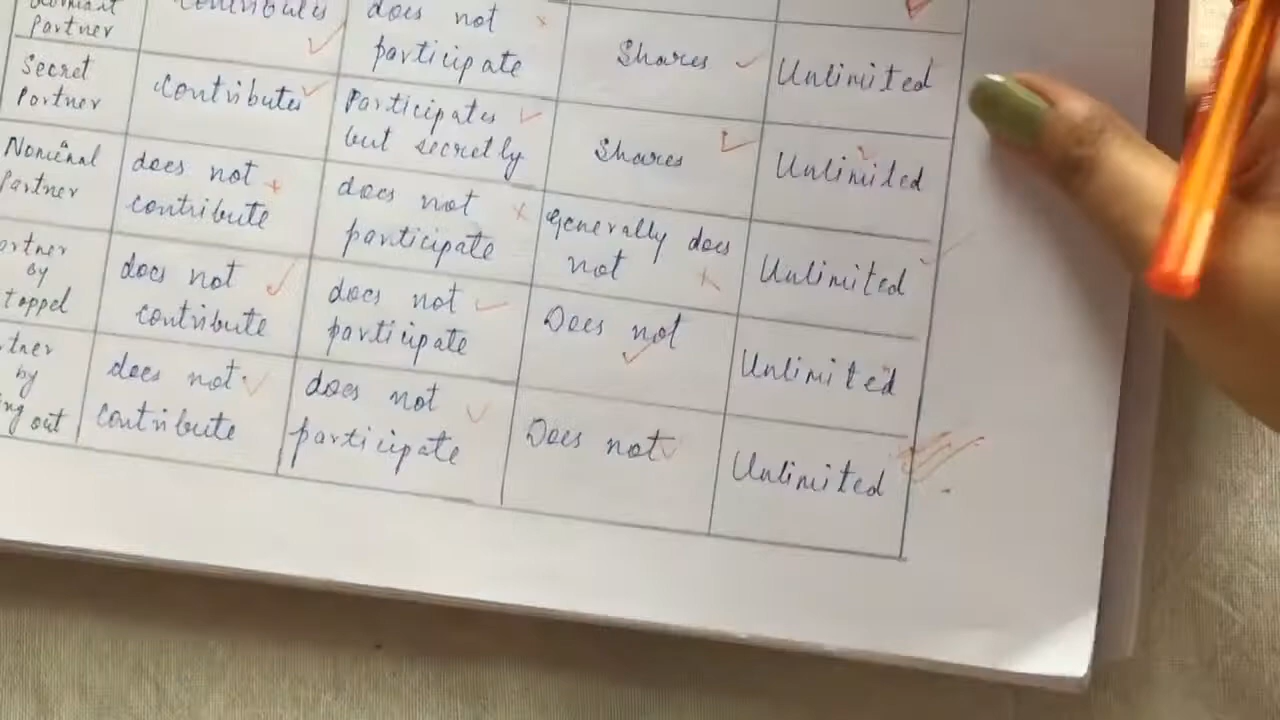 Partner
contributes
does not
participate
Shares
Unlimited
Secret
Partner
contributes
Participates
but secretly
Shares
Unlimited
Nominal
Partner
does not
contribute
does not
participate
generally does
not
Unlimited
by
does not
contribute
does not
participate
Does not
Unlimited
by
out
does not
contribute
does not
participate
Does not
Unlimited